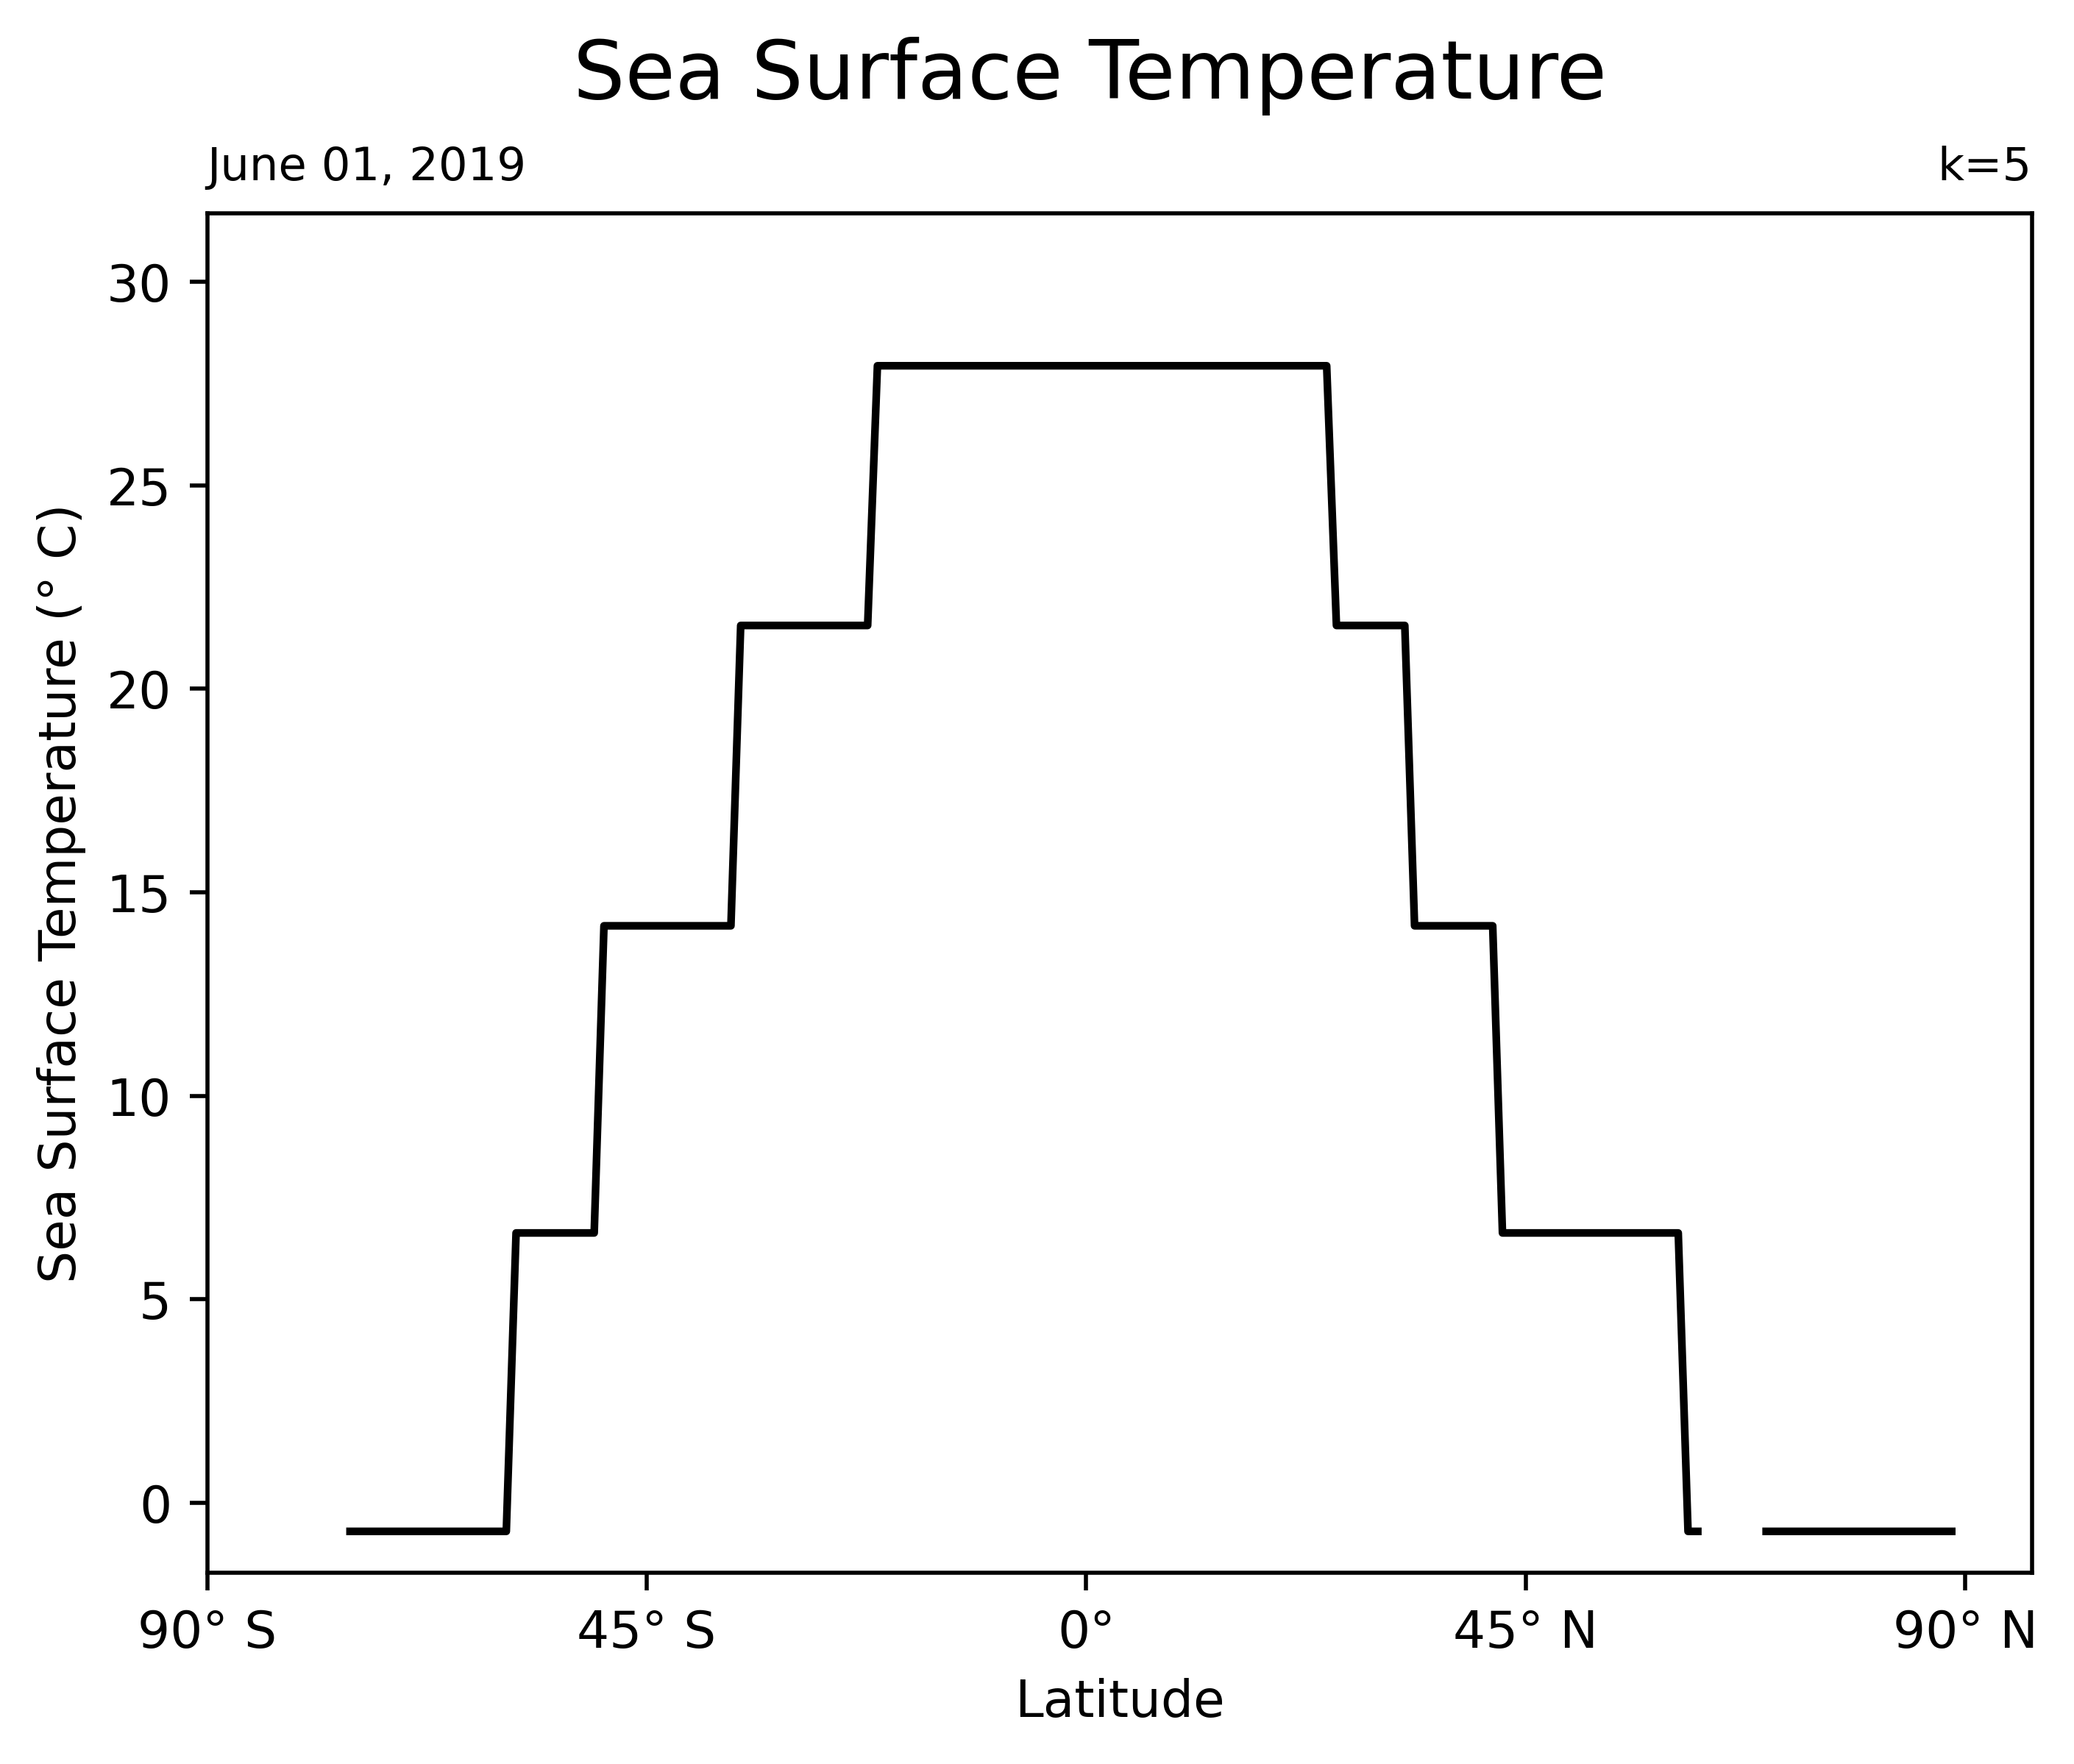 Sea Surface Temperature
June 01, 2019
k=5
30
25
20
15
10
5
0
Sea Surface Temperature (° C)
90° S
45° S
0°
45° N
90° N
Latitude